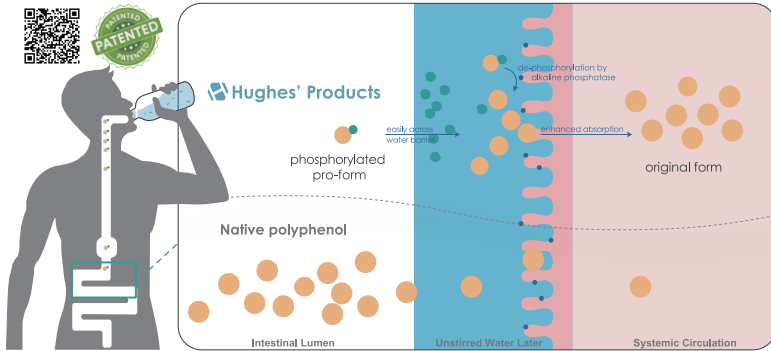 PATENTED
PATENTED
PATENTED
Hughes' Products
de-phosphorylation by
alkaline phosphatase
easily across
water barrier
enhanced absorption
phosphorylated
pro-form
original form
Native polyphenol
Intestinal Lumen
Unstirred Water Later
Systemic Circulation